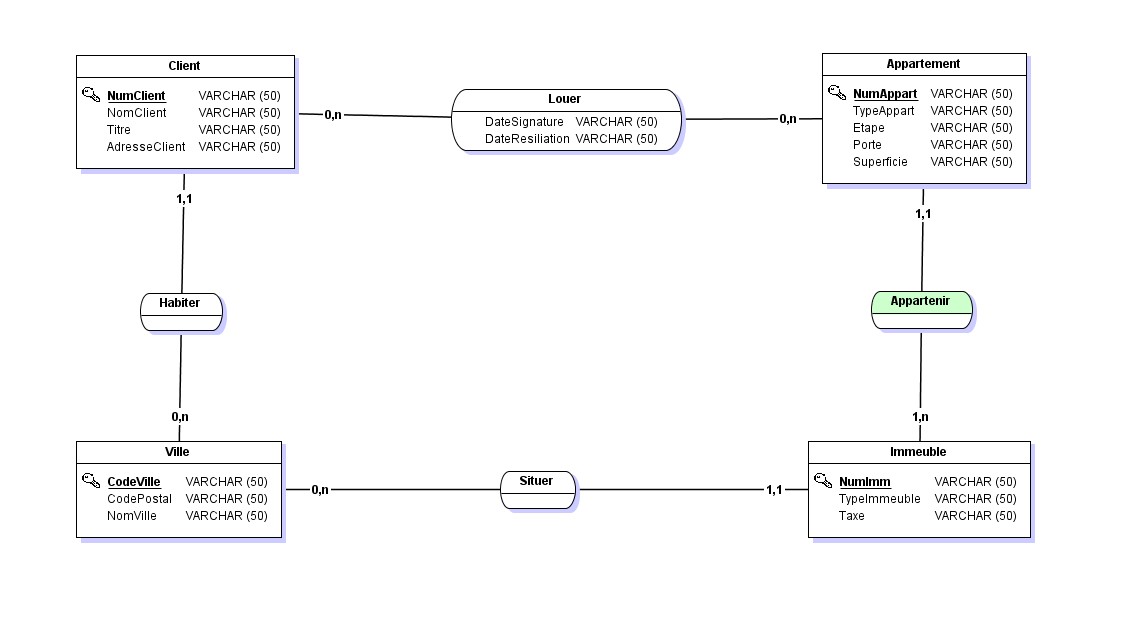 Client
NumClient VARCHAR (50)
NomClient VARCHAR (50)
Titre VARCHAR (50)
AdresseClient VARCHAR (50)
0,n
Louer
DateSignature VARCHAR (50)
DateResiliation VARCHAR (50)
0,n
Appartement
NumAppart VARCHAR (50)
TypeAppart VARCHAR (50)
Etape VARCHAR (50)
Porte VARCHAR (50)
Superficie VARCHAR (50)
1,1
1,1
Habiter
Appartenir
0,n
1,n
Ville
CodeVille VARCHAR (50)
CodePostal VARCHAR (50)
NomVille VARCHAR (50)
0,n
Situer
1,1
Immeuble
NumImm VARCHAR (50)
TypeImmeuble VARCHAR (50)
Taxe VARCHAR (50)